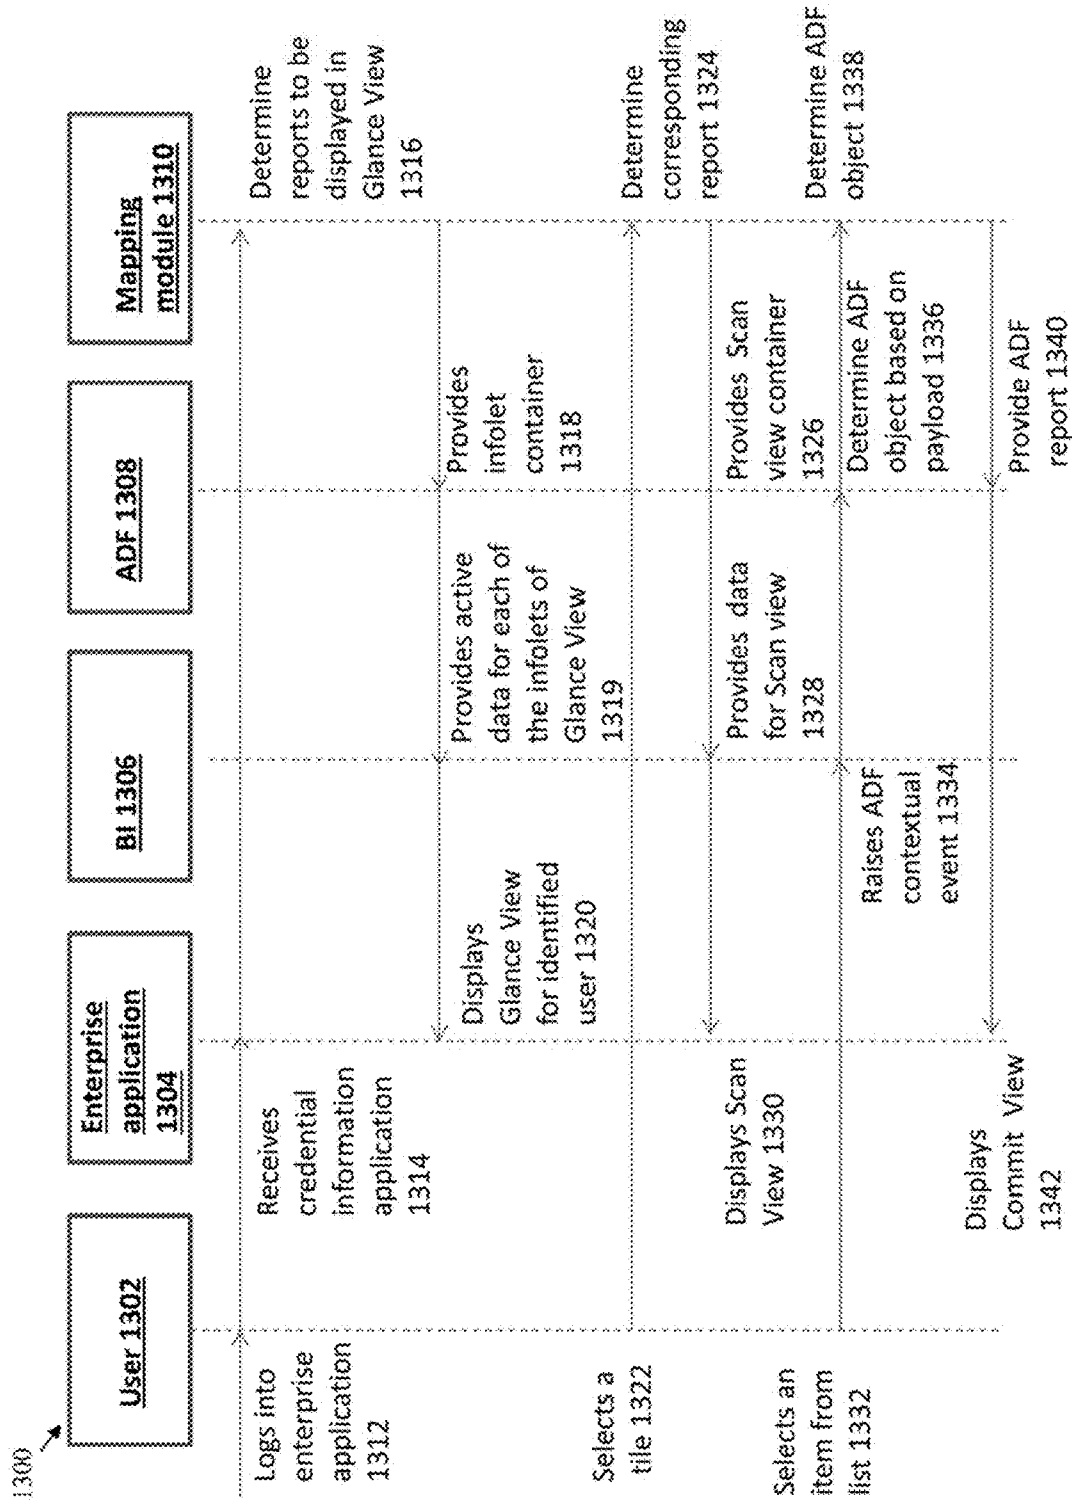 1300
User 1302
Enterprise
application
1304
BI 1306
ADF 1308
Mapping
module 1310
Logs into
enterprise
application
1312
Receives
credential
information
application
1314
Determine
reports to be
displayed in
Glance View
1316
Provides
infolet
container
1318
Provides active
data for each of
the infolets of
Glance View
1319
Displays
Glance View
for identified
user 1320
Selects a
tile 1322
Determine
corresponding
report 1324
Provides Scan
view container
1326
Provides data
for Scan view
1328
Displays Scan
View 1330
Selects an
item from
list 1332
Raises ADF
contextual
event 1334
Determine ADF
object based on
payload 1336
Determine ADF
object 1338
Provide ADF
report 1340
Displays
Commit View
1342